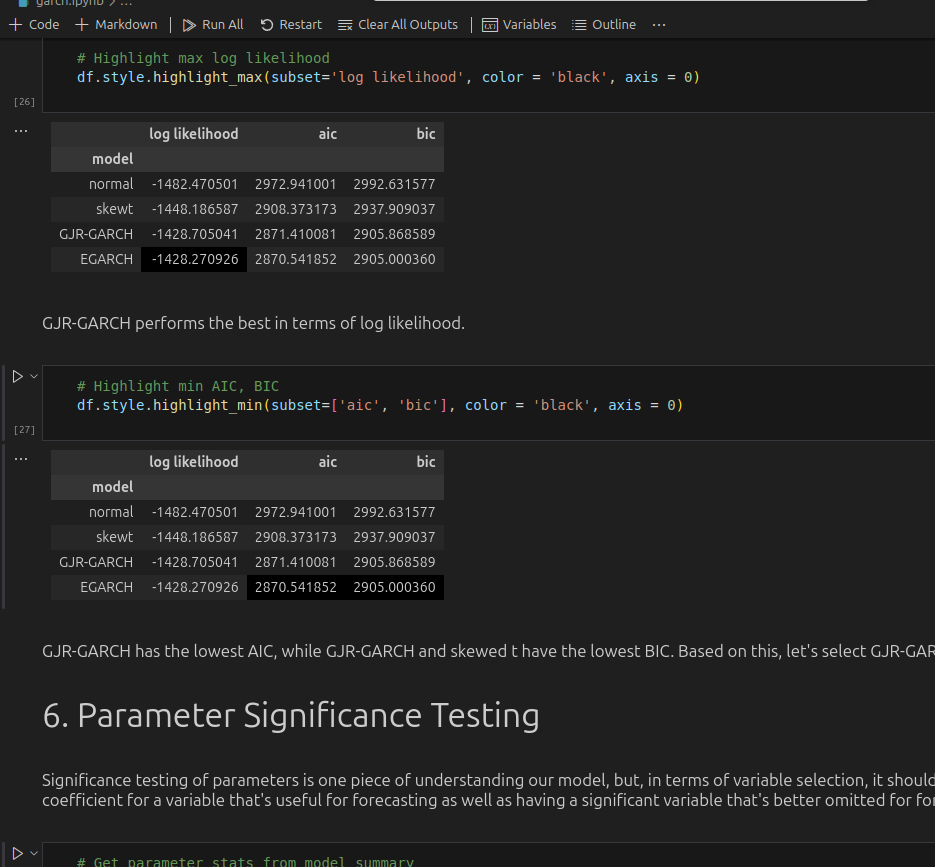 garch.ipynb > ...
+ Code + Markdown | Run All Restart Clear All Outputs | Variables Outline ...
# Highlight max log likelihood
df.style.highlight_max(subset='log likelihood', color = 'black', axis = 0)
[26]
...
log likelihood aic bic
model
normal -1482.470501 2972.941001 2992.631577
skewt -1448.186587 2908.373173 2937.909037
GJR-GARCH -1428.705041 2871.410081 2905.868589
EGARCH -1428.270926 2870.541852 2905.000360
GJR-GARCH performs the best in terms of log likelihood.
# Highlight min AIC, BIC
df.style.highlight_min(subset=['aic', 'bic'], color = 'black', axis = 0)
[27]
...
log likelihood aic bic
model
normal -1482.470501 2972.941001 2992.631577
skewt -1448.186587 2908.373173 2937.909037
GJR-GARCH -1428.705041 2871.410081 2905.868589
EGARCH -1428.270926 2870.541852 2905.000360
GJR-GARCH has the lowest AIC, while GJR-GARCH and skewed t have the lowest BIC. Based on this, let's select GJR-GAR
6. Parameter Significance Testing
Significance testing of parameters is one piece of understanding our model, but, in terms of variable selection, it should
coefficient for a variable that's useful for forecasting as well as having a significant variable that's better omitted for for
# Get parameter stats from model summary